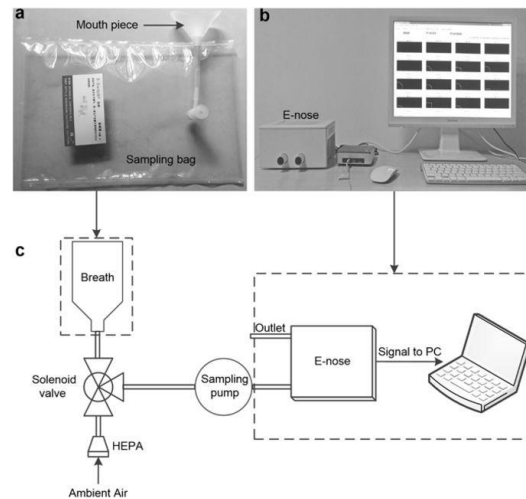 a
Mouth piece
Sampling bag
b
E-nose
c
Breath
Solenoid
valve
HEPA
Ambient Air
Sampling
pump
Outlet
E-nose
Signal to PC